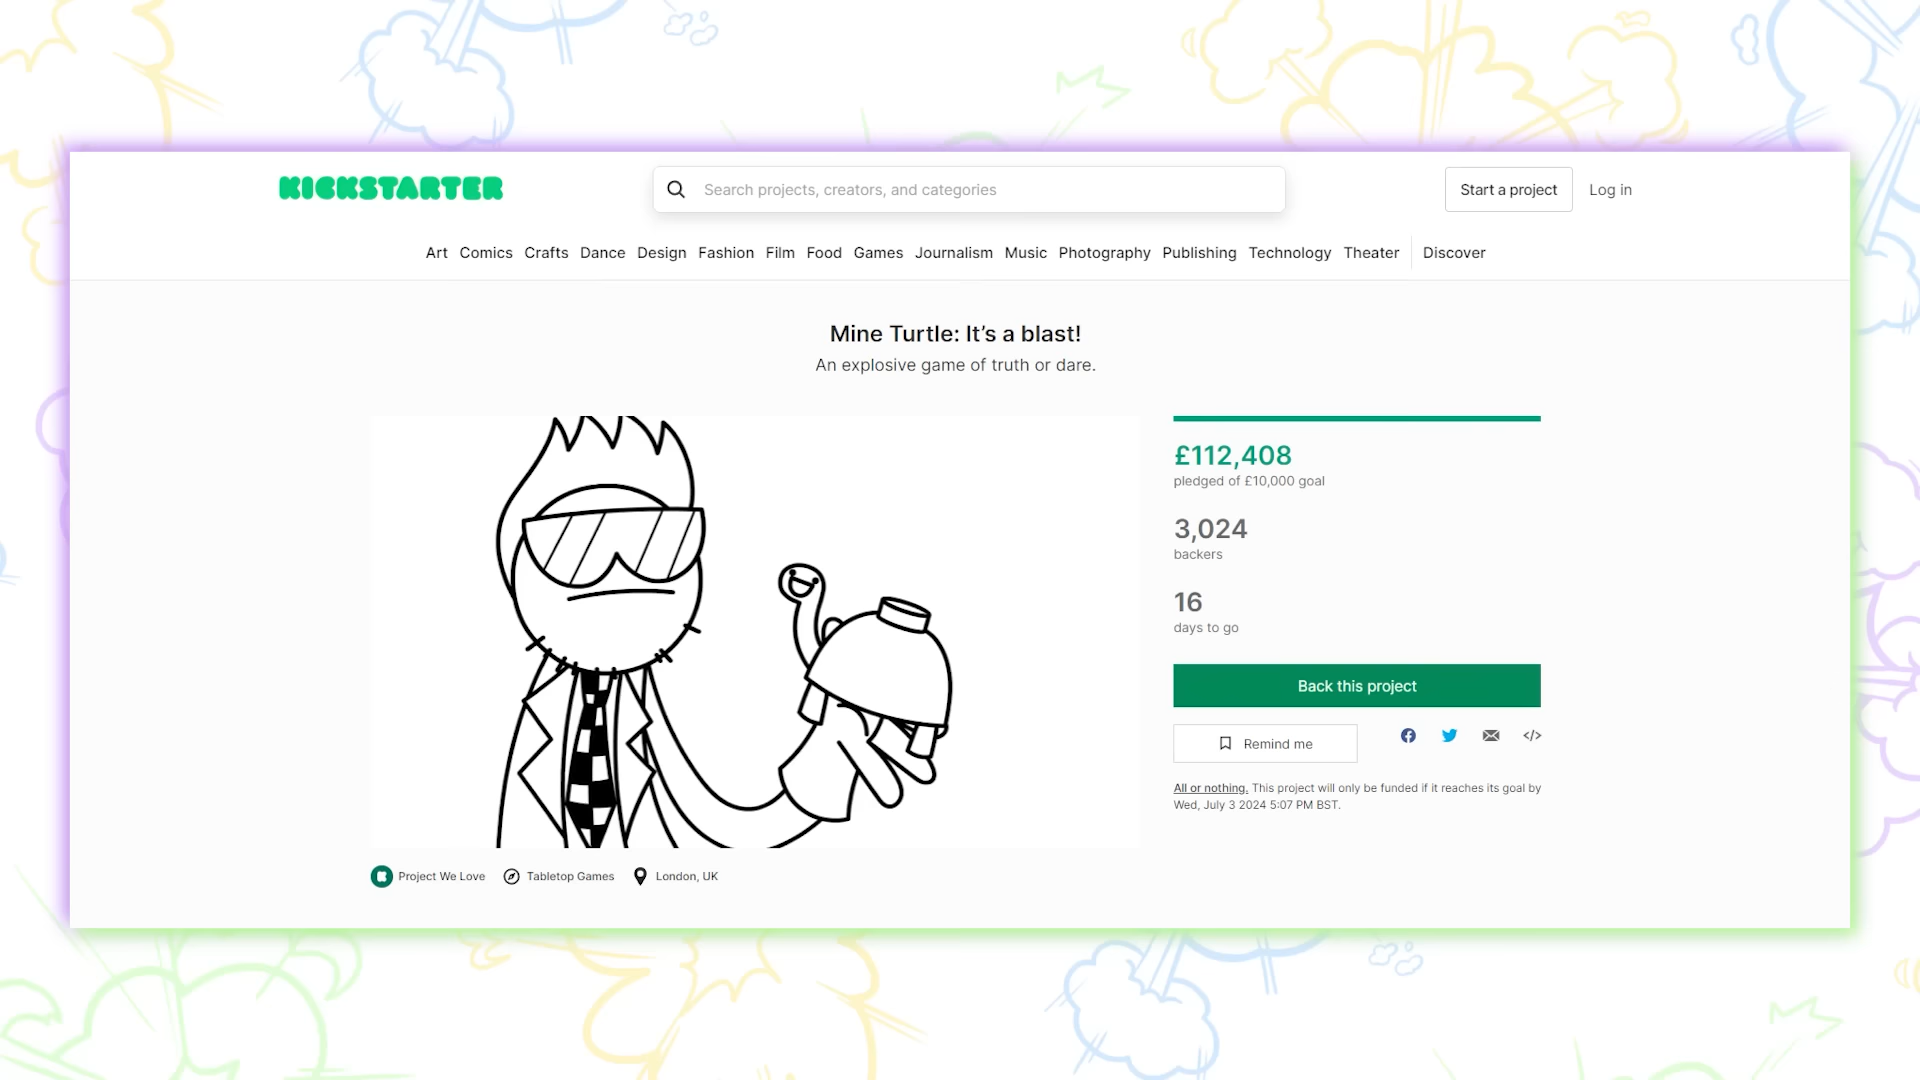 KICKSTARTER
Search projects, creators, and categories
Start a project
Log in
Art Comics Crafts Dance Design Fashion Film Food Games Journalism Music Photography Publishing Technology Theater Discover
Mine Turtle: It’s a blast!
An explosive game of truth or dare.
£112,408
pledged of £10,000 goal
3,024
backers
16
days to go
Back this project
Remind me
All or nothing. This project will only be funded if it reaches its goal by
Wed, July 3 2024 5:07 PM BST.
Project We Love Tabletop Games London, UK